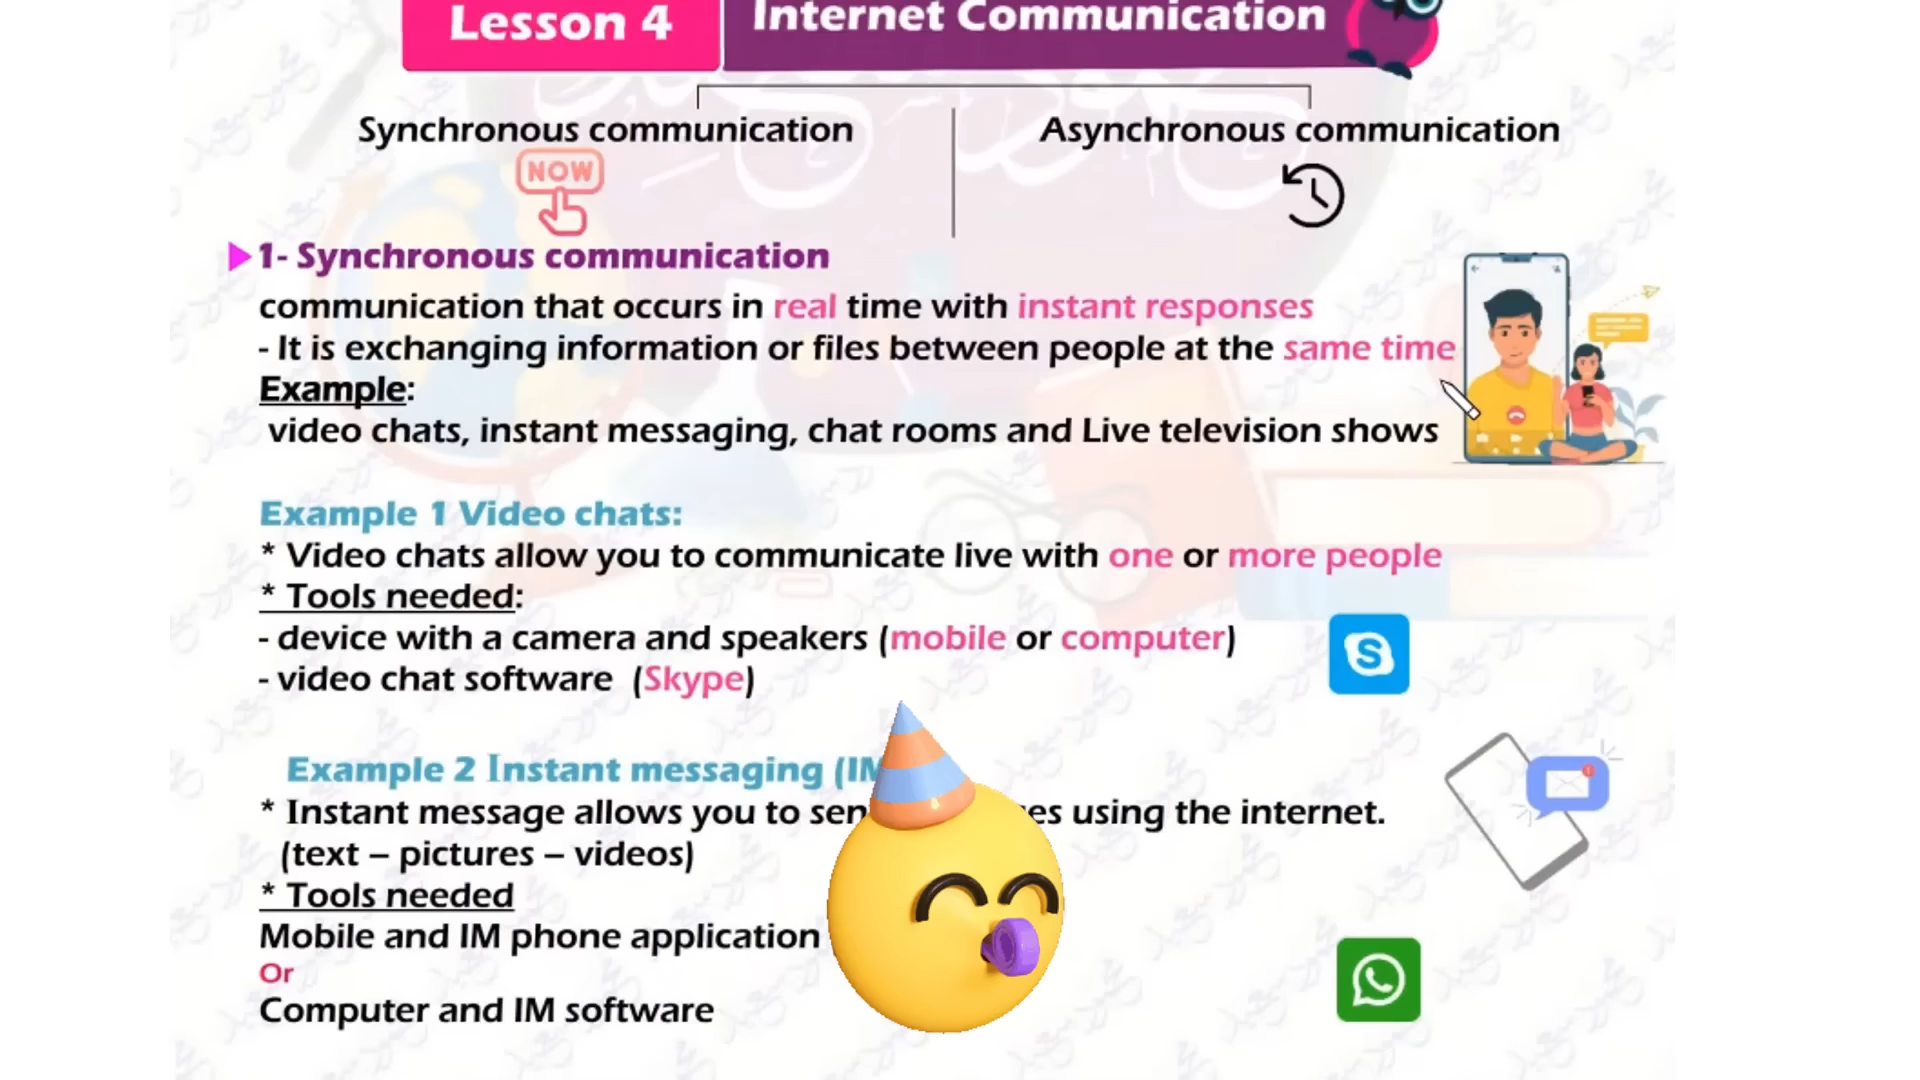 Lesson 4
Internet Communication
Synchronous communication
Asynchronous communication
NOW
1- Synchronous communication
communication that occurs in real time with instant responses
- It is exchanging information or files between people at the same time
Example:
video chats, instant messaging, chat rooms and Live television shows
Example 1 Video chats:
* Video chats allow you to communicate live with one or more people
* Tools needed:
- device with a camera and speakers (mobile or computer)
- video chat software (Skype)
Example 2 Instant messaging (IM
* Instant message allows you to sen es using the internet.
(text – pictures – videos)
* Tools needed
Mobile and IM phone application
Or
Computer and IM software